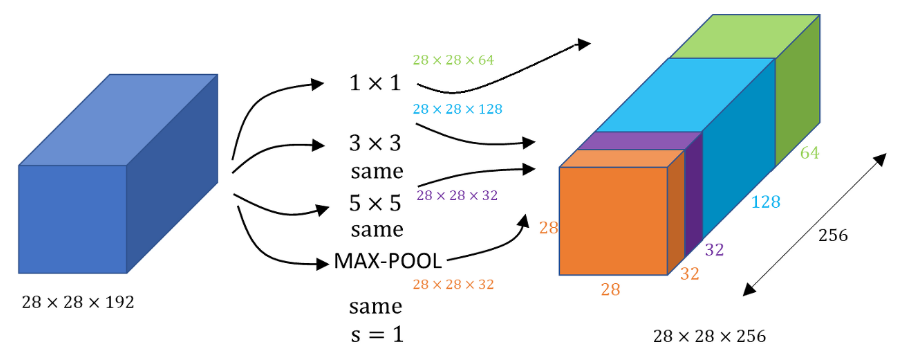 28 × 28 × 192
1 × 1
28 × 28 × 64
28 × 28 × 128
3 × 3
same
28 × 28 × 32
5 × 5
same
MAX-POOL
28 × 28 × 32
same
s = 1
28
28
32
32
128
64
256
28 × 28 × 256